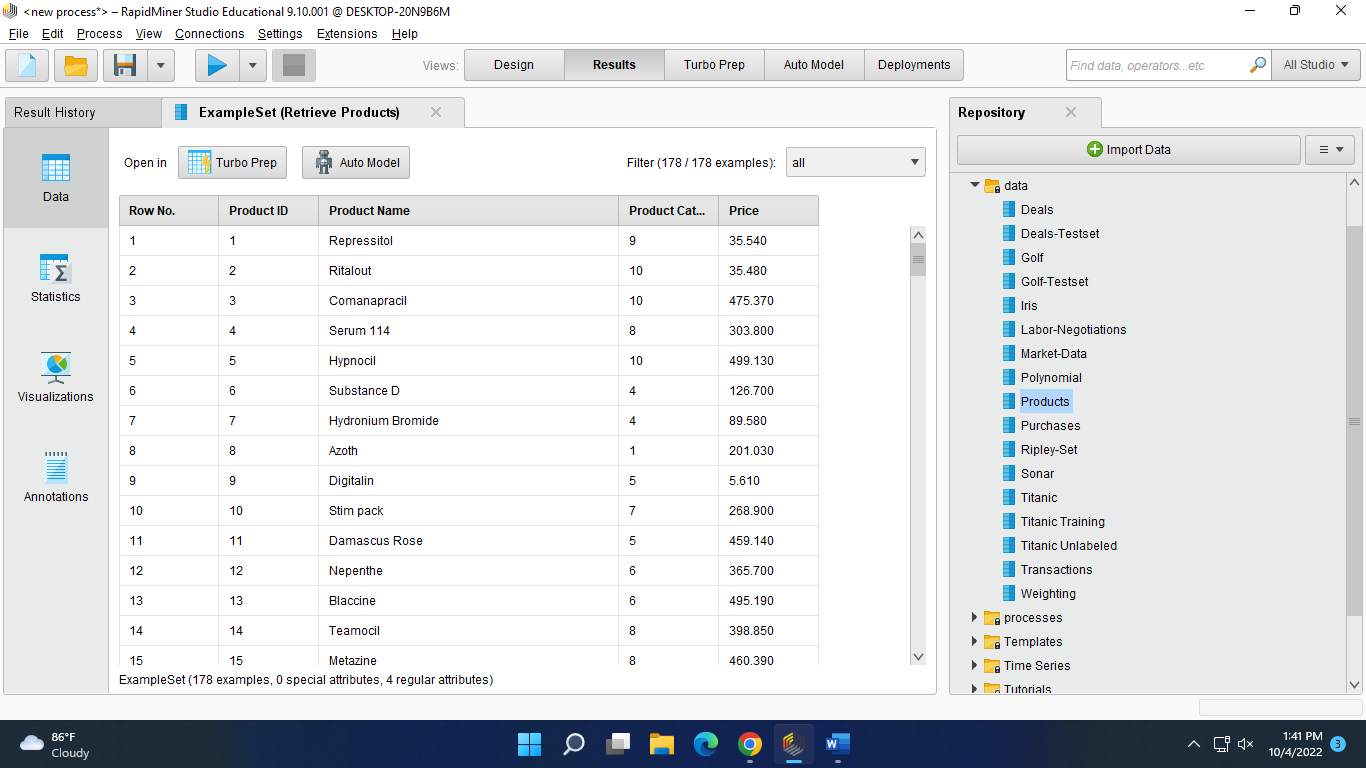 <new process*> – RapidMiner Studio Educational 9.10.001 @ DESKTOP-20N9B6M
File Edit Process View Connections Settings Extensions Help
Views: Design Results Turbo Prep Auto Model Deployments Find data, operators...etc All Studio
Result History ExampleSet (Retrieve Products)
Data
Statistics
Visualizations
Annotations
Open in Turbo Prep Auto Model Filter (178 / 178 examples): all
Row No. Product ID Product Name Product Cat... Price
1 1 Repressitol 9 35.540
2 2 Ritalout 10 35.480
3 3 Comanapracil 10 475.370
4 4 Serum 114 8 303.800
5 5 Hypnocil 10 499.130
6 6 Substance D 4 126.700
7 7 Hydronium Bromide 4 89.580
8 8 Azoth 1 201.030
9 9 Digitalin 5 5.610
10 10 Stim pack 7 268.900
11 11 Damascus Rose 5 459.140
12 12 Nepenthe 6 365.700
13 13 Blaccine 6 495.190
14 14 Teamocil 8 398.850
15 15 Metazine 8 460.390
ExampleSet (178 examples, 0 special attributes, 4 regular attributes)
Repository
Import Data
data
Deals
Deals-Testset
Golf
Golf-Testset
Iris
Labor-Negotiations
Market-Data
Polynomial
Products
Purchases
Ripley-Set
Sonar
Titanic
Titanic Training
Titanic Unlabeled
Transactions
Weighting
processes
Templates
Time Series
Tutorials
86°F
Cloudy
1:41 PM
10/4/2022
3